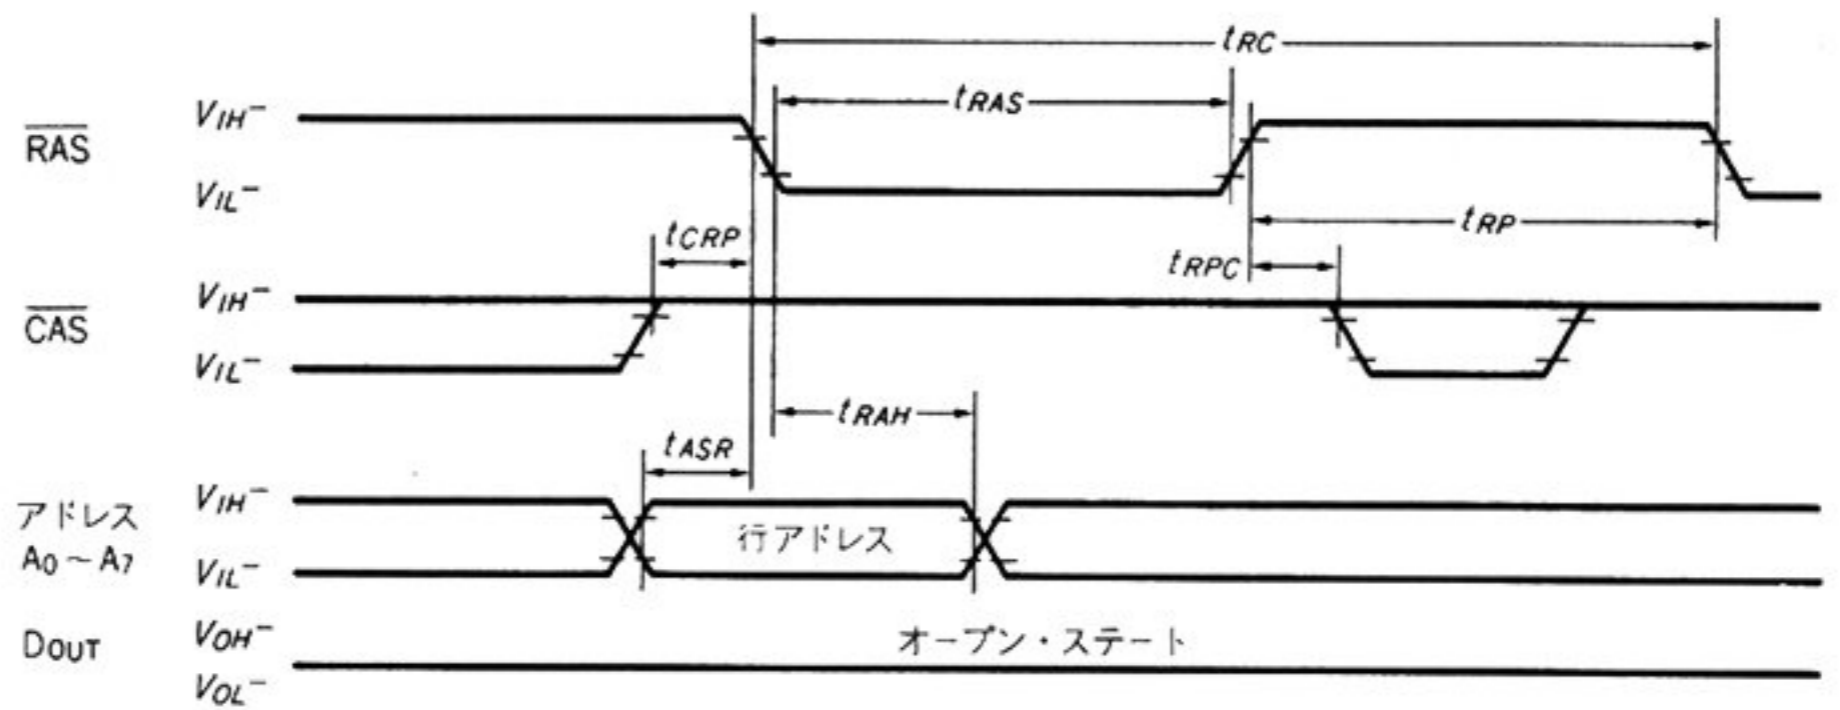 tRC
tRAS
RAS
VIH-
VIL-
tRP
tCRP
tRPC
CAS
VIH-
VIL-
tRAH
tASR
アドレス
A0~A7
VIH-
VIL-
行アドレス
DOUT
VOH-
VOL-
オープン・ステート